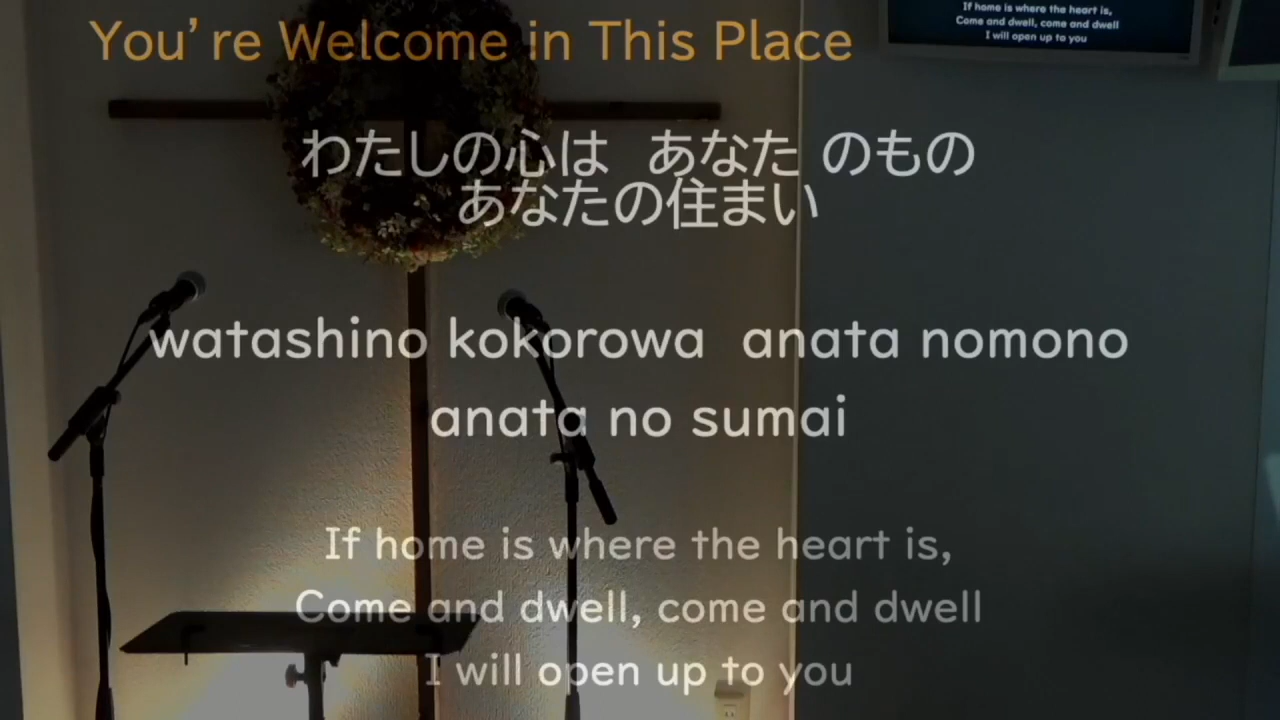 You're Welcome in This Place
If home is where the heart is,
Come and dwell, come and dwell
I will open up to you
わたしの心は あなた のもの
あなたの住まい
watashino kokorowa anata nomono
anata no sumai
If home is where the heart is,
Come and dwell, come and dwell
I will open up to you